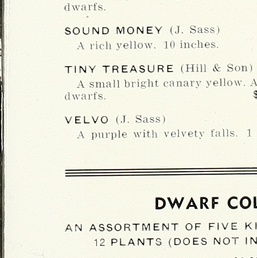 dwarfs.
SOUND MONEY (J. Sass)
A rich yellow. 10 inches.
TINY TREASURE (Hill & Son)
A small bright canary yellow. A
dwarfs.
VELVO (J. Sass)
A purple with velvety falls. 1
DWARF COL
AN ASSORTMENT OF FIVE KI
12 PLANTS (DOES NOT IN